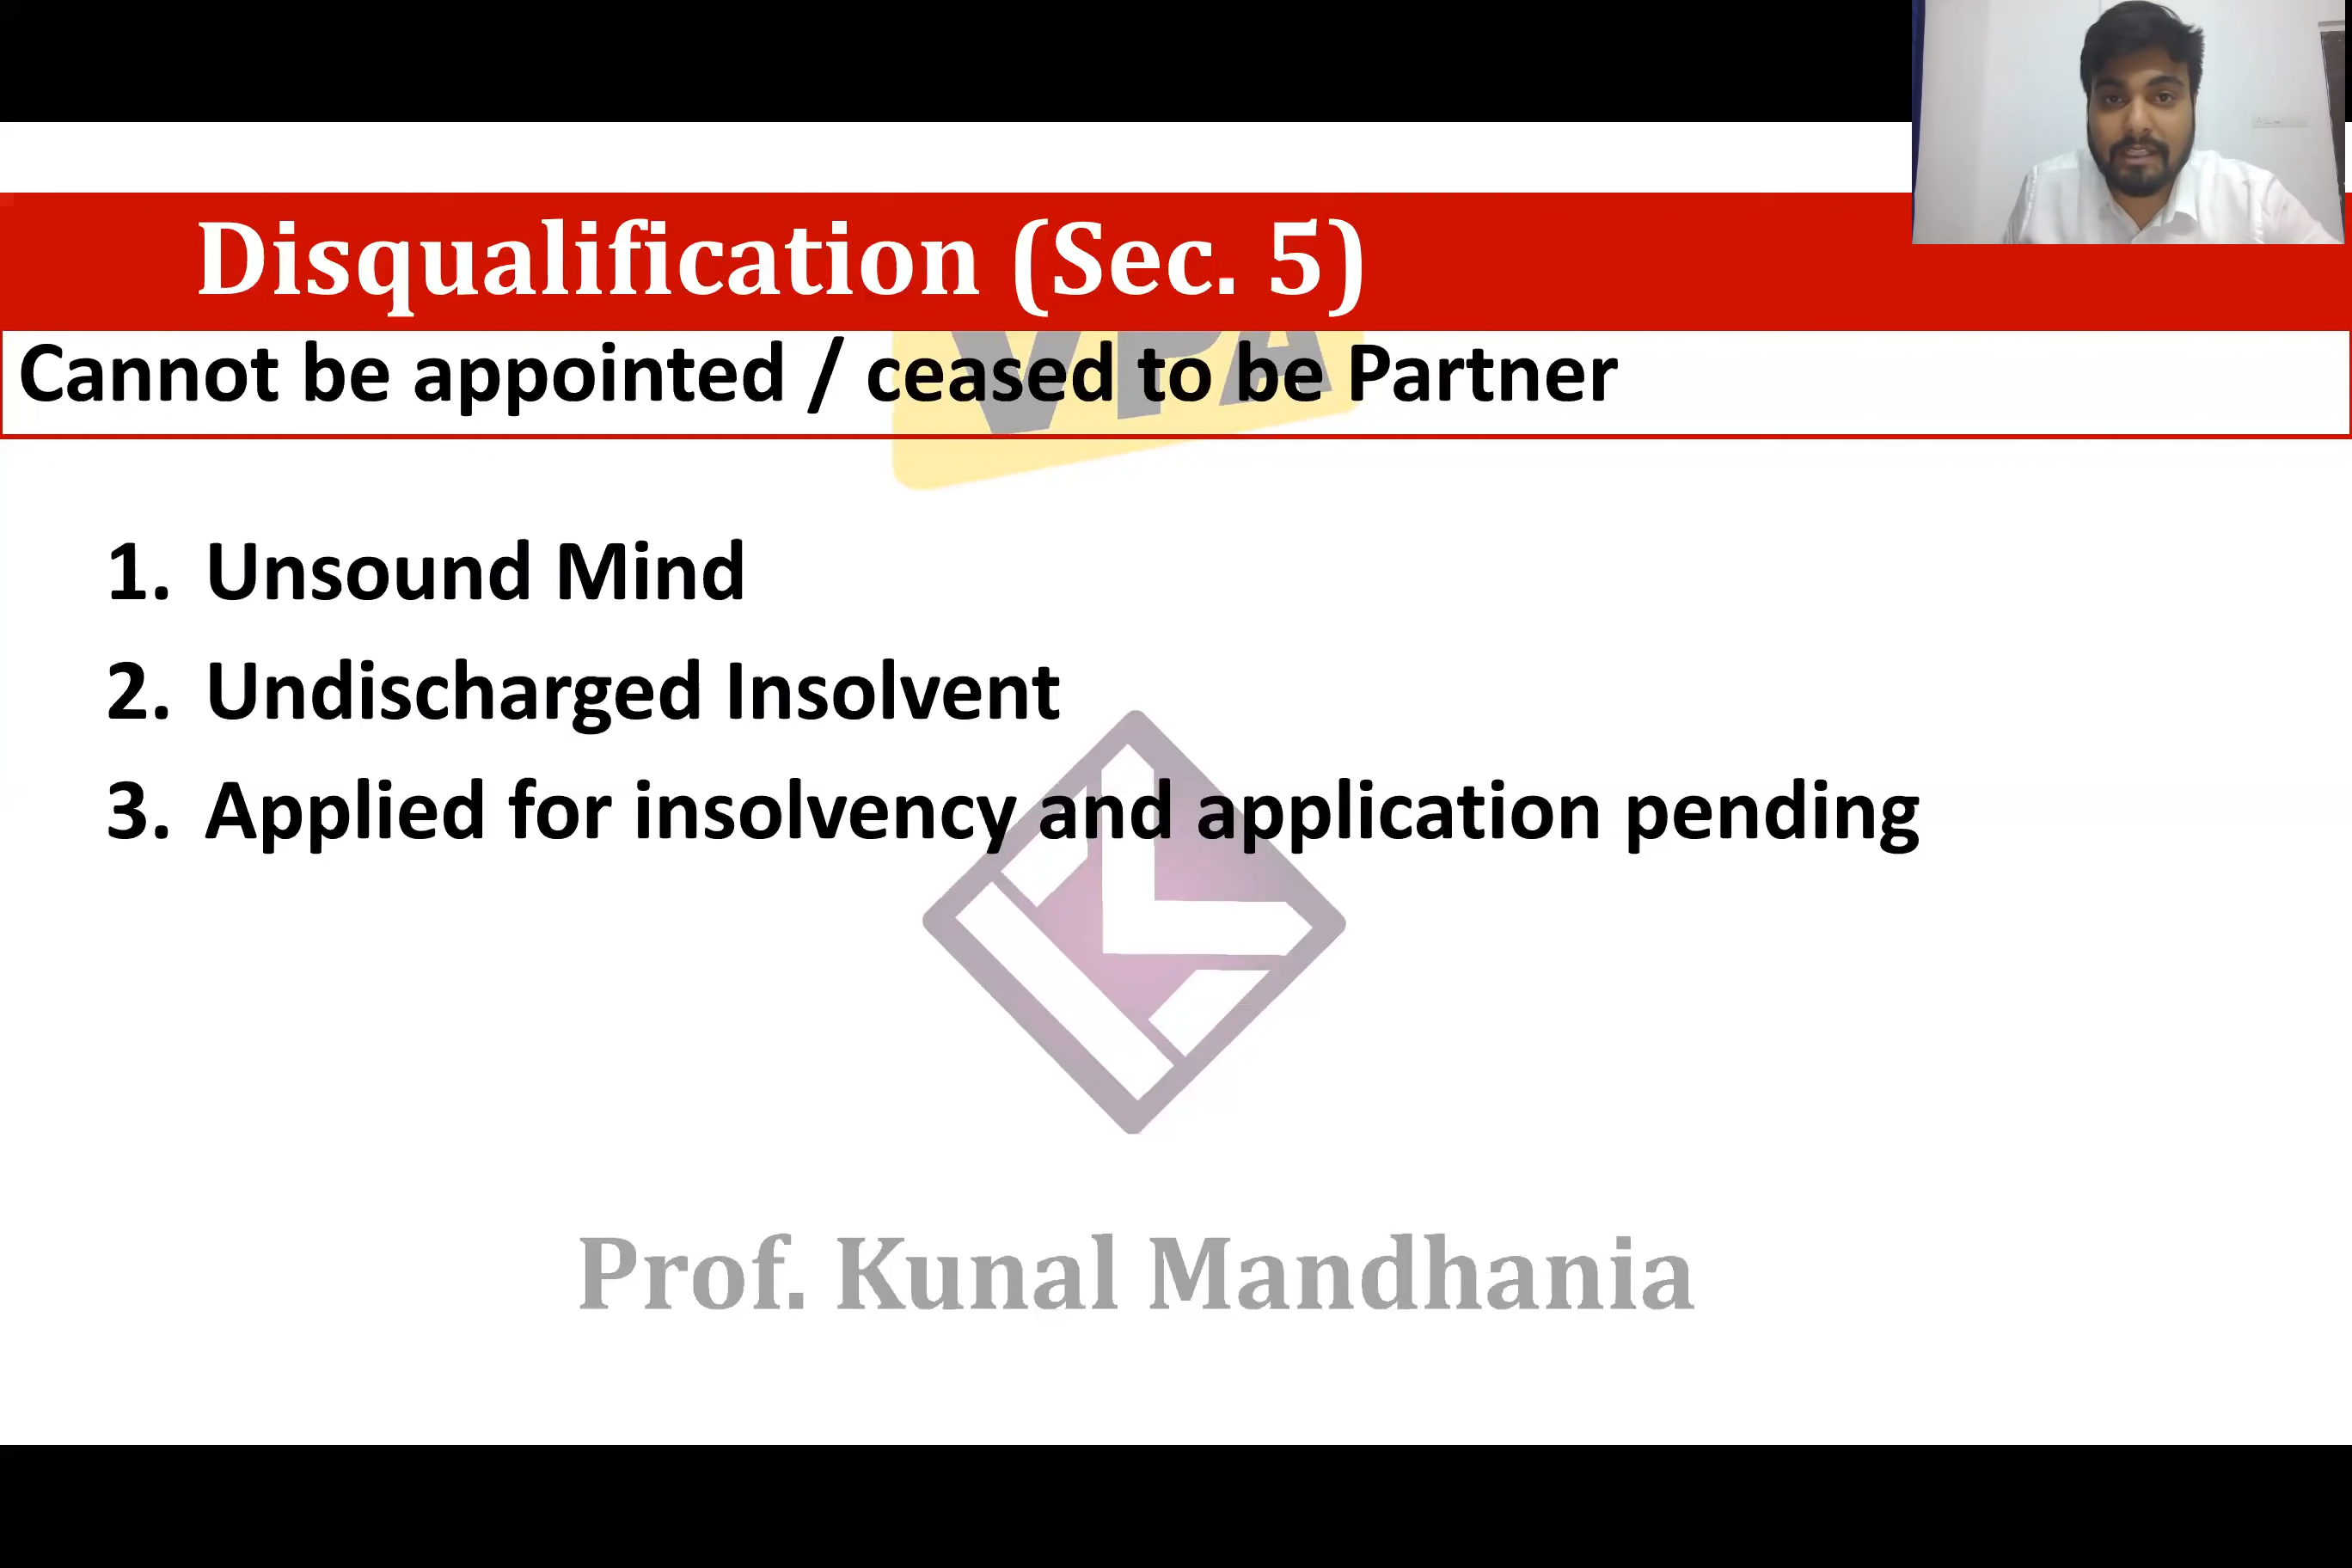 Disqualification (Sec. 5)
Cannot be appointed / ceased to be Partner
VPA
1. Unsound Mind
2. Undischarged Insolvent
3. Applied for insolvency and application pending
Prof. Kunal Mandhania